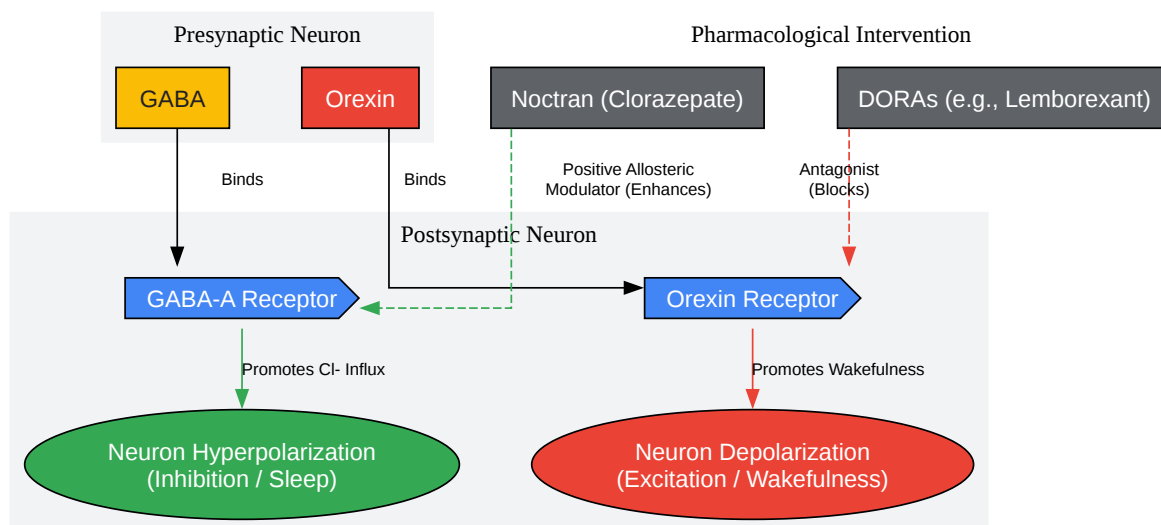 Presynaptic Neuron
Pharmacological Intervention
GABA
Orexin
Noctran (Clorazepate)
DORAs (e.g., Lemborexant)
Binds
Binds
Positive Allosteric
Modulator (Enhances)
Antagonist
(Blocks)
Postsynaptic Neuron
GABA-A Receptor
Orexin Receptor
Promotes Cl- Influx
Promotes Wakefulness
Neuron Hyperpolarization
(Inhibition / Sleep)
Neuron Depolarization
(Excitation / Wakefulness)